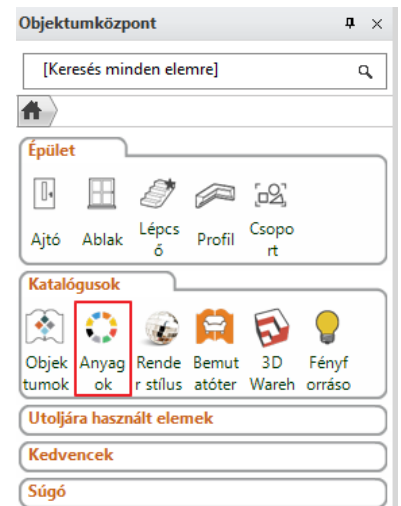 Objektumközpont
[Keresés minden elemre]
Épület
Ajtó Ablak Lépcs
ő Profil Csopo
rt
Katalógusok
Objek Anyag Rende Bemut 3D Fényf
tumok ok r stílus atóter Wareh orráso
Utoljára használt elemek
Kedvencek
Súgó